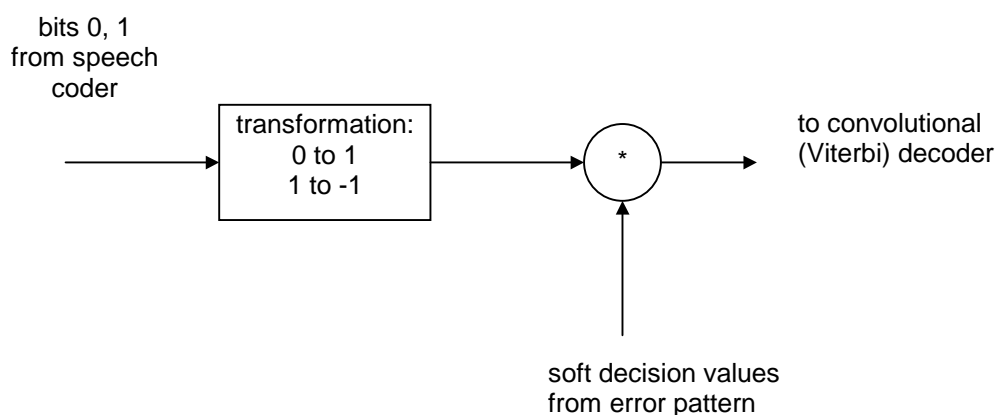 bits 0, 1
from speech
coder
transformation:
0 to 1
1 to -1
*
to convolutional
(Viterbi) decoder
soft decision values
from error pattern